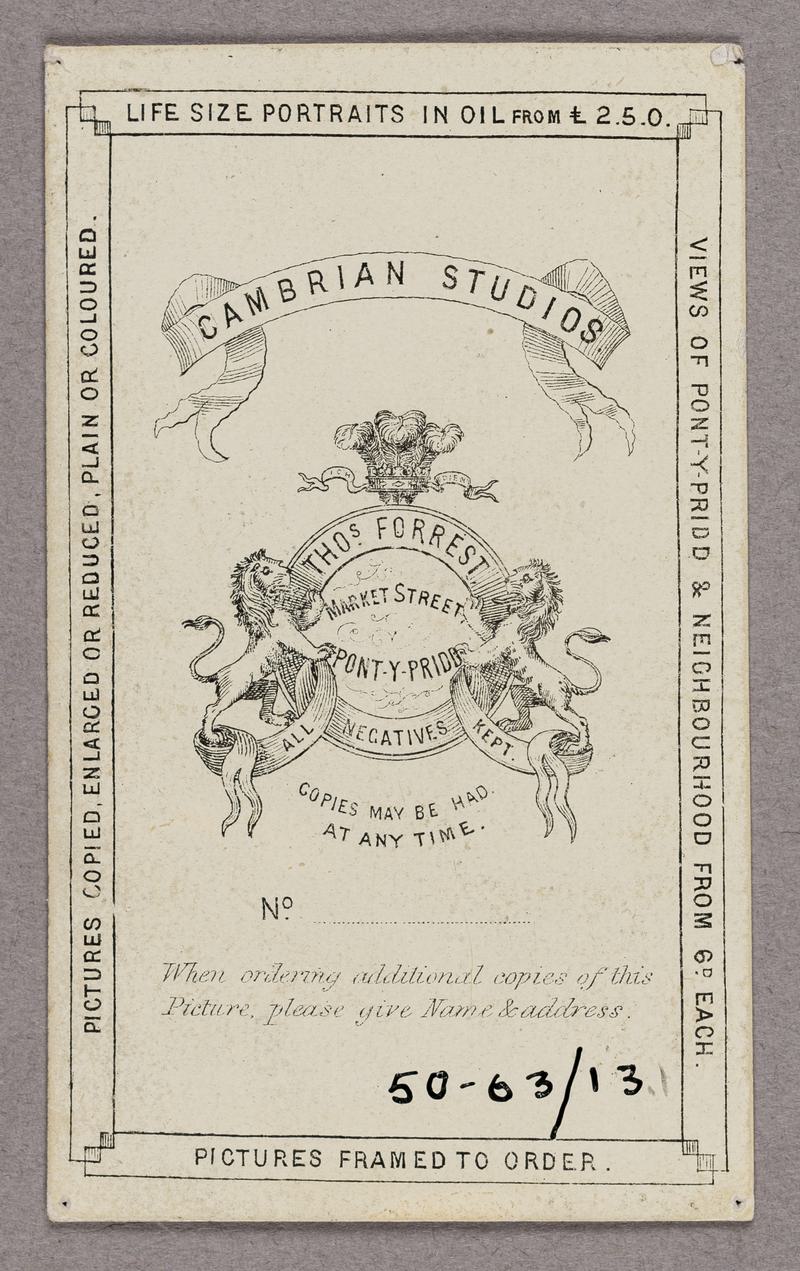 LIFE SIZE PORTRAITS IN OIL FROM £ 2.5.0.
PICTURES COPIED, ENLARGED OR REDUCED, PLAIN OR COLOURED.
VIEWS OF PONT-Y-PRIDD & NEIGHBOURHOOD FROM 6D EACH.
CAMBRIAN STUDIOS
ICH DIEN
THOS FORREST
MARKET STREET
PONT-Y-PRIDD
ALL NEGATIVES KEPT.
COPIES MAY BE HAD.
AT ANY TIME.
No.
When ordering additional copies of this
Picture, please give Name & address.
50-63/13
PICTURES FRAMED TO ORDER.